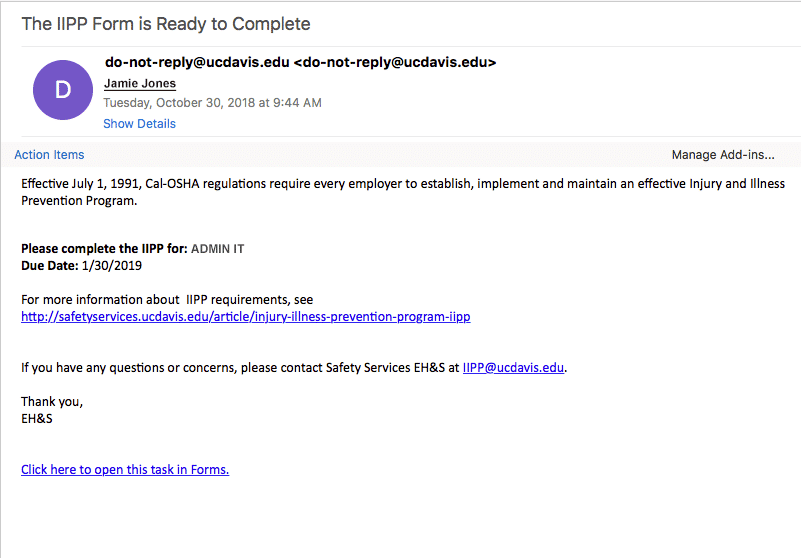 The IIPP Form is Ready to Complete
D
do-not-reply@ucdavis.edu <do-not-reply@ucdavis.edu>
Jamie Jones
Tuesday, October 30, 2018 at 9:44 AM
Show Details
Action Items
Manage Add-ins...
Effective July 1, 1991, Cal-OSHA regulations require every employer to establish, implement and maintain an effective Injury and Illness
Prevention Program.
Please complete the IIPP for: ADMIN IT
Due Date: 1/30/2019
For more information about  IIPP requirements, see
http://safetyservices.ucdavis.edu/article/injury-illness-prevention-program-iipp
If you have any questions or concerns, please contact Safety Services EH&S at IIPP@ucdavis.edu.
Thank you,
EH&S
Click here to open this task in Forms.